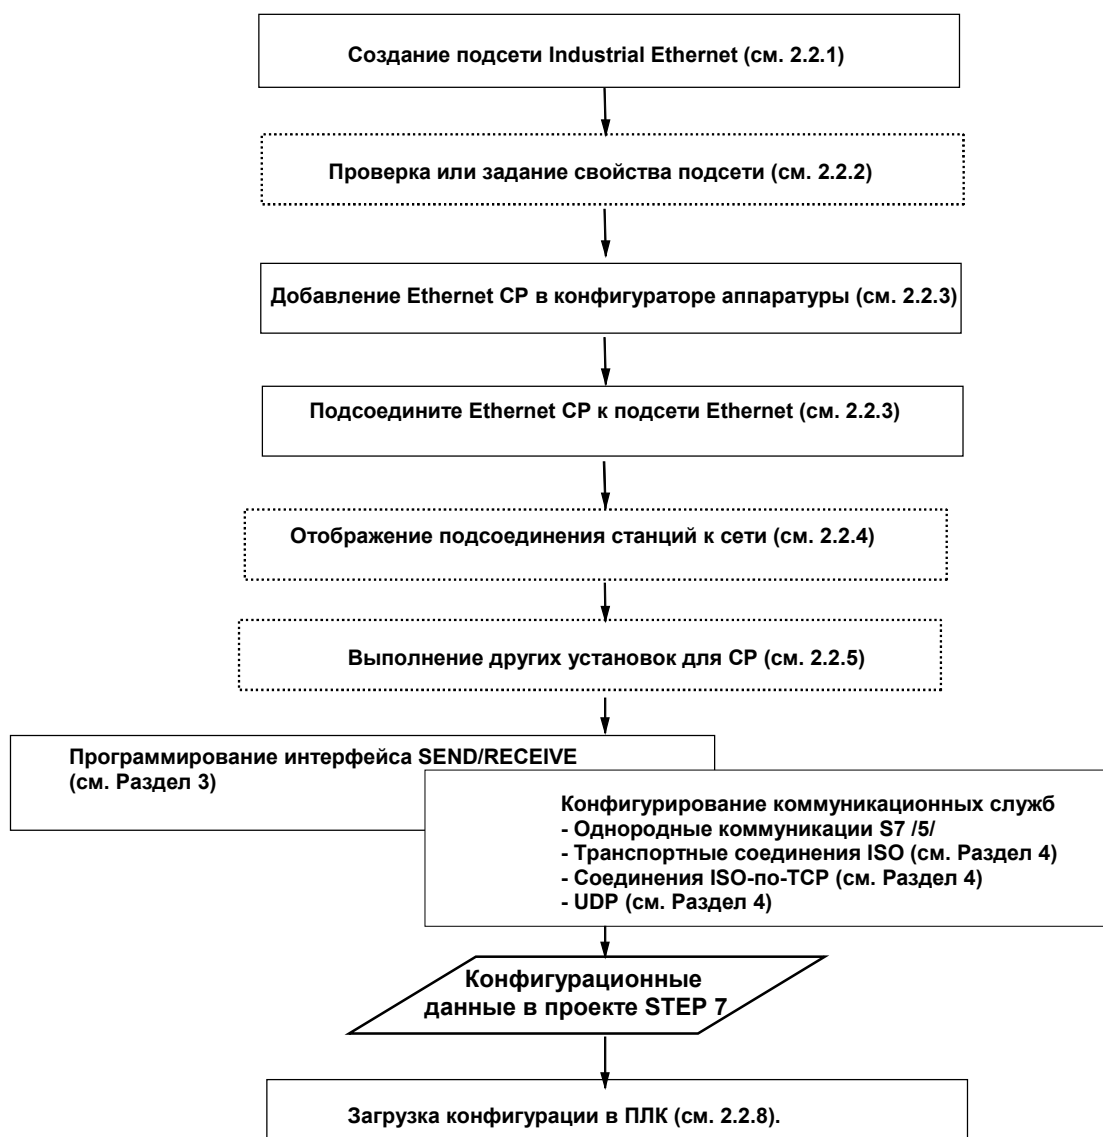 Создание подсети Industrial Ethernet (см. 2.2.1)
Проверка или задание свойства подсети (см. 2.2.2)
Добавление Ethernet CP в конфигураторе аппаратуры (см. 2.2.3)
Подсоедините Ethernet CP к подсети Ethernet (см. 2.2.3)
Отображение подсоединения станций к сети (см. 2.2.4)
Выполнение других установок для CP (см. 2.2.5)
Программирование интерфейса SEND/RECEIVE
(см. Раздел 3)
Конфигурирование коммуникационных служб
- Однородные коммуникации S7 /5/
- Транспортные соединения ISO (см. Раздел 4)
- Соединения ISO-по-TCP (см. Раздел 4)
- UDP (см. Раздел 4)
Конфигурационные
данные в проекте STEP 7
Загрузка конфигурации в ПЛК (см. 2.2.8).